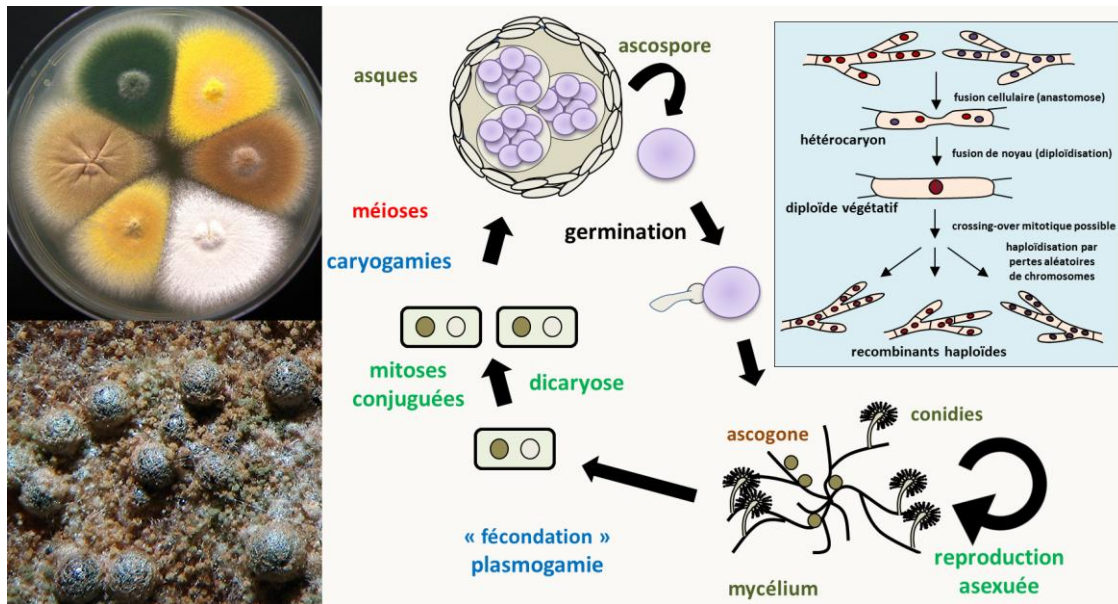 asques
ascospore
méioses
caryogamies
germination
mitoses
conjuguées
dicaryose
« fécondation »
plasmogamie
ascogone
conidies
mycélium
reproduction
asexuée
fusion cellulaire (anastomose)
hétérocaryon
fusion de noyau (diploïdisation)
diploïde végétatif
crossing-over mitotique possible
haploïdisation par
pertes aléatoires
de chromosomes
recombinants haploïdes